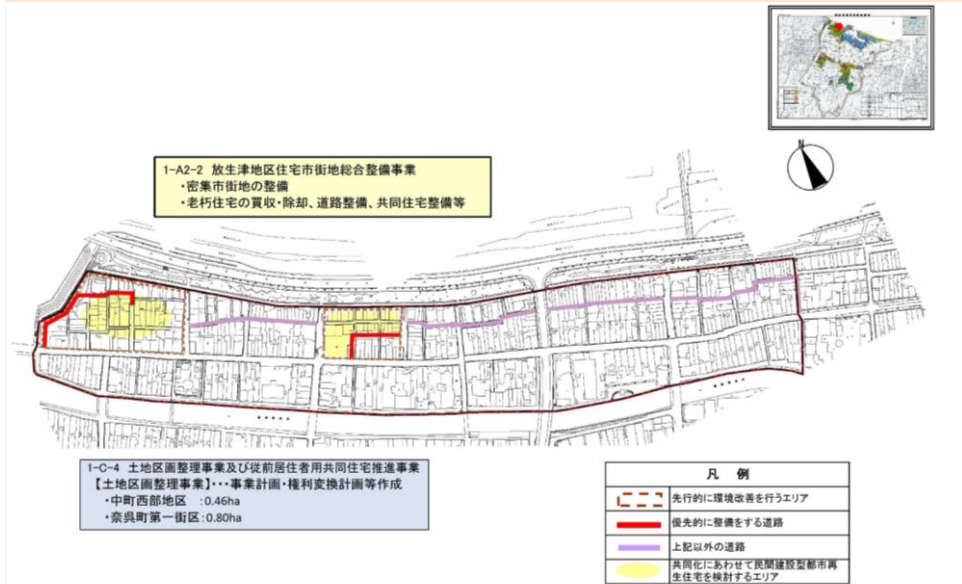 N
1-A2-2 放生津地区住宅市街地総合整備事業
・密集市街地の整備
・老朽住宅の買収・除却、道路整備、共同住宅整備等
1-C-4 土地区画整理事業及び従前居住者用共同住宅推進事業
【土地区画整理事業】・・・事業計画・権利変換計画等作成
・中町西部地区 :0.46ha
・奈呉町第一街区:0.80ha
凡 例
先行的に環境改善を行うエリア
優先的に整備をする道路
上記以外の道路
共同化にあわせて民間建設型都市再
生住宅を検討するエリア